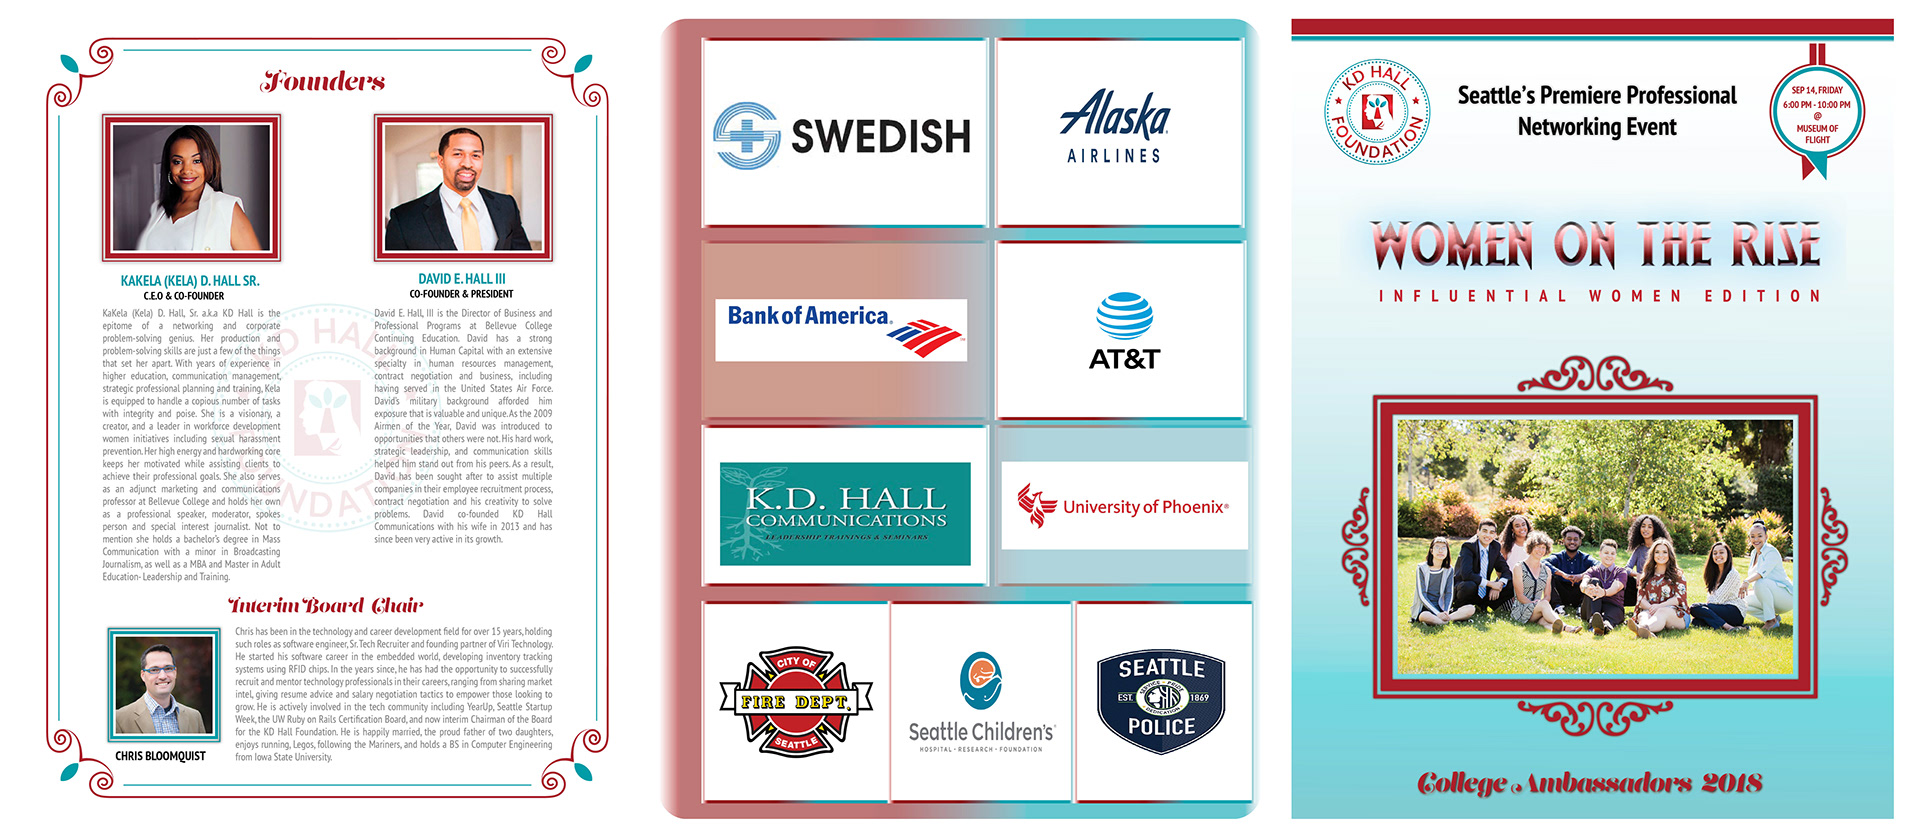 Founders
KAKELA (KELA) D. HALL SR.
C.E.O & CO-FOUNDER
KaKela (Kela) D. Hall, Sr. a.k.a KD Hall is the
epitome of a networking and corporate
problem-solving genius. Her production and
problem-solving skills are just a few of the things
that set her apart. With years of experience in
higher education, communication management,
strategic professional planning and training, Kela
is equipped to handle a copious number of tasks
with integrity and poise. She is a visionary, a
creator, and a leader in workforce development
women initiatives including sexual harassment
prevention. Her high energy and hardworking core
keeps her motivated while assisting clients to
achieve their professional goals. She also serves
as an adjunct marketing and communications
professor at Bellevue College and holds her own
as a professional speaker, moderator, spokes
person and special interest journalist. Not to
mention she holds a bachelor's degree in Mass
Communication with a minor in Broadcasting
Journalism, as well as a MBA and Master in Adult
Education- Leadership and Training.
DAVID E. HALL III
CO-FOUNDER & PRESIDENT
David E. Hall, III is the Director of Business and
Professional Programs at Bellevue College
Continuing Education. David has a strong
background in Human Capital with an extensive
specialty in human resources management,
contract negotiation and business, including
having served in the United States Air Force.
David's military background afforded him
exposure that is valuable and unique. As the 2009
Airmen of the Year, David was introduced to
opportunities that others were not. His hard work,
strategic leadership, and communication skills
helped him stand out from his peers. As a result,
David has been sought after to assist multiple
companies in their employee recruitment process,
contract negotiation and his creativity to solve
problems. David co-founded KD Hall
Communications with his wife in 2013 and has
since been very active in its growth.
KD HALL
FOUNDATION
Interim Board Chair
CHRIS BLOOMQUIST
Chris has been in the technology and career development field for over 15 years, holding
such roles as software engineer, Sr. Tech Recruiter and founding partner of Viri Technology.
He started his software career in the embedded world, developing inventory tracking
systems using RFID chips. In the years since, he has had the opportunity to successfully
recruit and mentor technology professionals in their careers, ranging from sharing market
intel, giving resume advice and salary negotiation tactics to empower those looking to
grow. He is actively involved in the tech community including YearUp, Seattle Startup
Week, the UW Ruby on Rails Certification Board, and now interim Chairman of the Board
for the KD Hall Foundation. He is happily married, the proud father of two daughters,
enjoys running, Legos, following the Mariners, and holds a BS in Computer Engineering
from Iowa State University.
SWEDISH
Alaska
AIRLINES
Bank of America
AT&T
K.D. HALL
COMMUNICATIONS
LEADERSHIP TRAININGS & SEMINARS
University of Phoenix®
CITY OF
FIRE DEPT.
SEATTLE
Seattle Children's®
HOSPITAL • RESEARCH • FOUNDATION
SEATTLE
EST. 1869
SERVICE • PRIDE
DEDICATION
POLICE
KD HALL
FOUNDATION
Seattle's Premiere Professional
Networking Event
SEP 14, FRIDAY
6:00 PM - 10:00 PM
@
MUSEUM OF
FLIGHT
WOMEN ON THE RISE
INFLUENTIAL WOMEN EDITION
College Ambassadors 2018